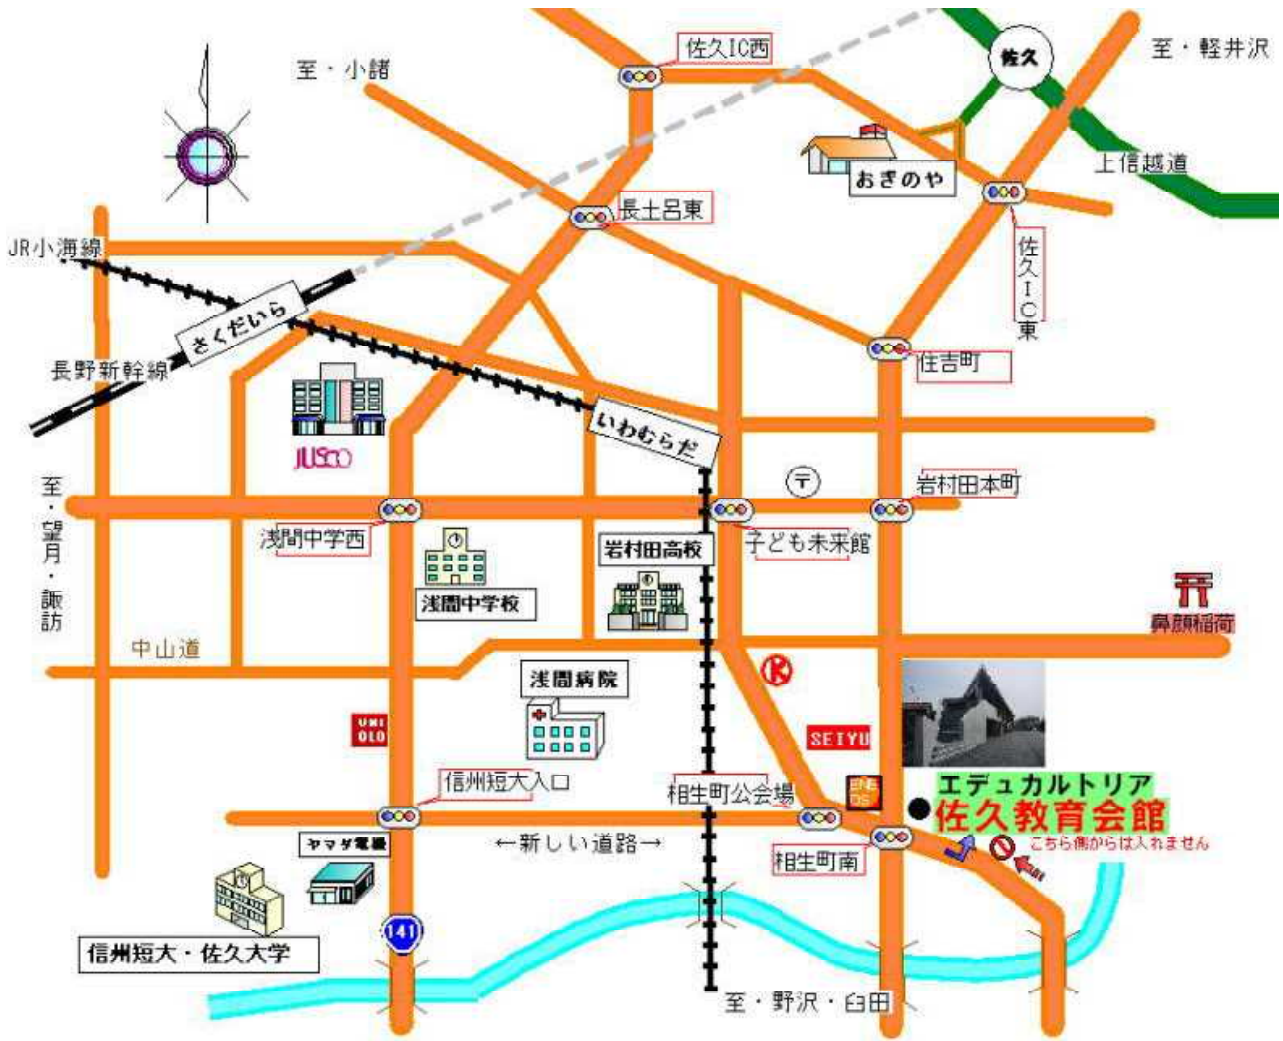 佐久IC西
佐久
至・軽井沢
至・小諸
上信越道
おぎのや
長土呂東
佐久IC東
JR小海線
さくだいら
長野新幹線
住吉町
JUSCO
いわむらだ
至・望月・諏訪
〒
岩村田本町
浅間中学西
子ども未来館
岩村田高校
浅間中学校
鼻顔稲荷
中山道
浅間病院
K
UNI
QLO
SEIYU
信州短大入口
相生町公会場
ENE
OS
エデュカルトリア
佐久教育会館
こちら側からは入れません
ヤマダ電機
←新しい道路→
相生町南
141
信州短大・佐久大学
至・野沢・臼田